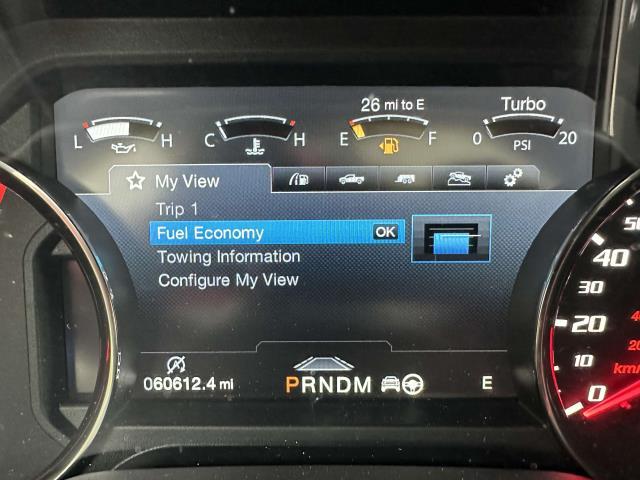 26 mi to E
Turbo
L H C H E F 0 20
PSI
My View
Trip 1
Fuel Economy OK
Towing Information
Configure My View
060612.4 mi
PRNDM
E
50
40
30
20
10
0
km/